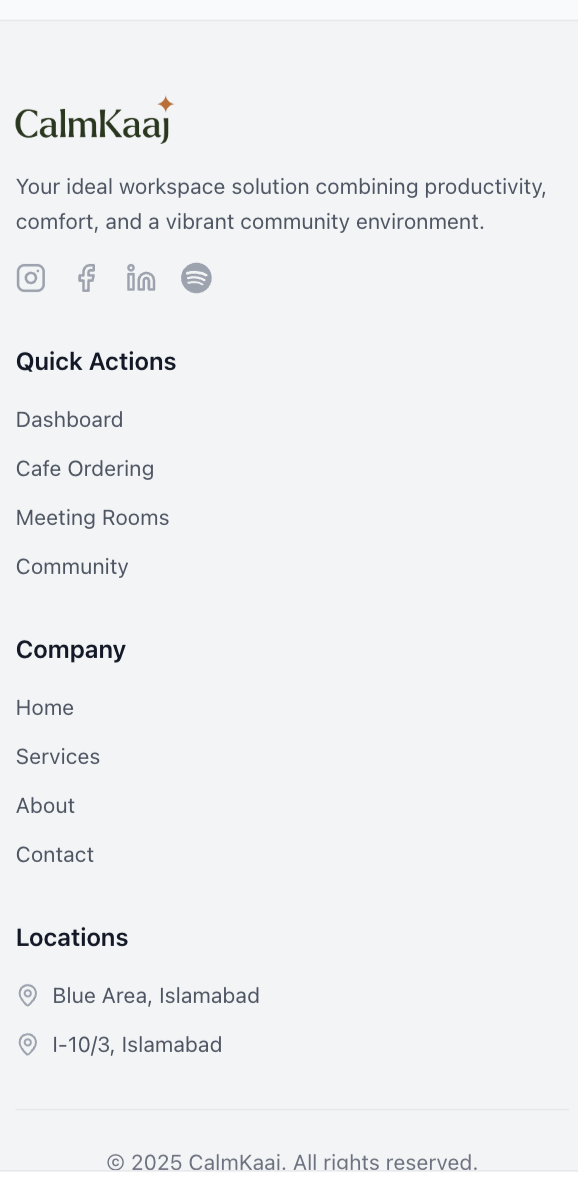 CalmKaaj
Your ideal workspace solution combining productivity,
comfort, and a vibrant community environment.
Quick Actions
Dashboard
Cafe Ordering
Meeting Rooms
Community
Company
Home
Services
About
Contact
Locations
Blue Area, Islamabad
I-10/3, Islamabad
© 2025 CalmKaaj. All rights reserved.